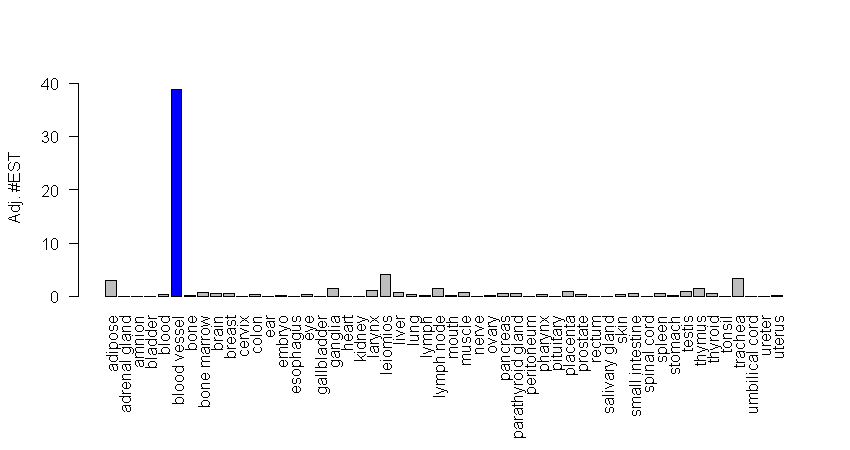 Adj. #EST
40
30
20
10
0
adipose
adrenal gland
amnion
bladder
blood
blood vessel
bone
bone marrow
brain
breast
cervix
colon
ear
embryo
esophagus
eye
gallbladder
ganglia
heart
kidney
larynx
leiomios
liver
lung
lymph
lymph node
mouth
muscle
nerve
ovary
pancreas
parathyroid gland
peritoneum
pharynx
pituitary
placenta
prostate
rectum
salivary gland
skin
small intestine
spinal cord
spleen
stomach
testis
thymus
thyroid
tonsil
trachea
umbilical cord
ureter
uterus